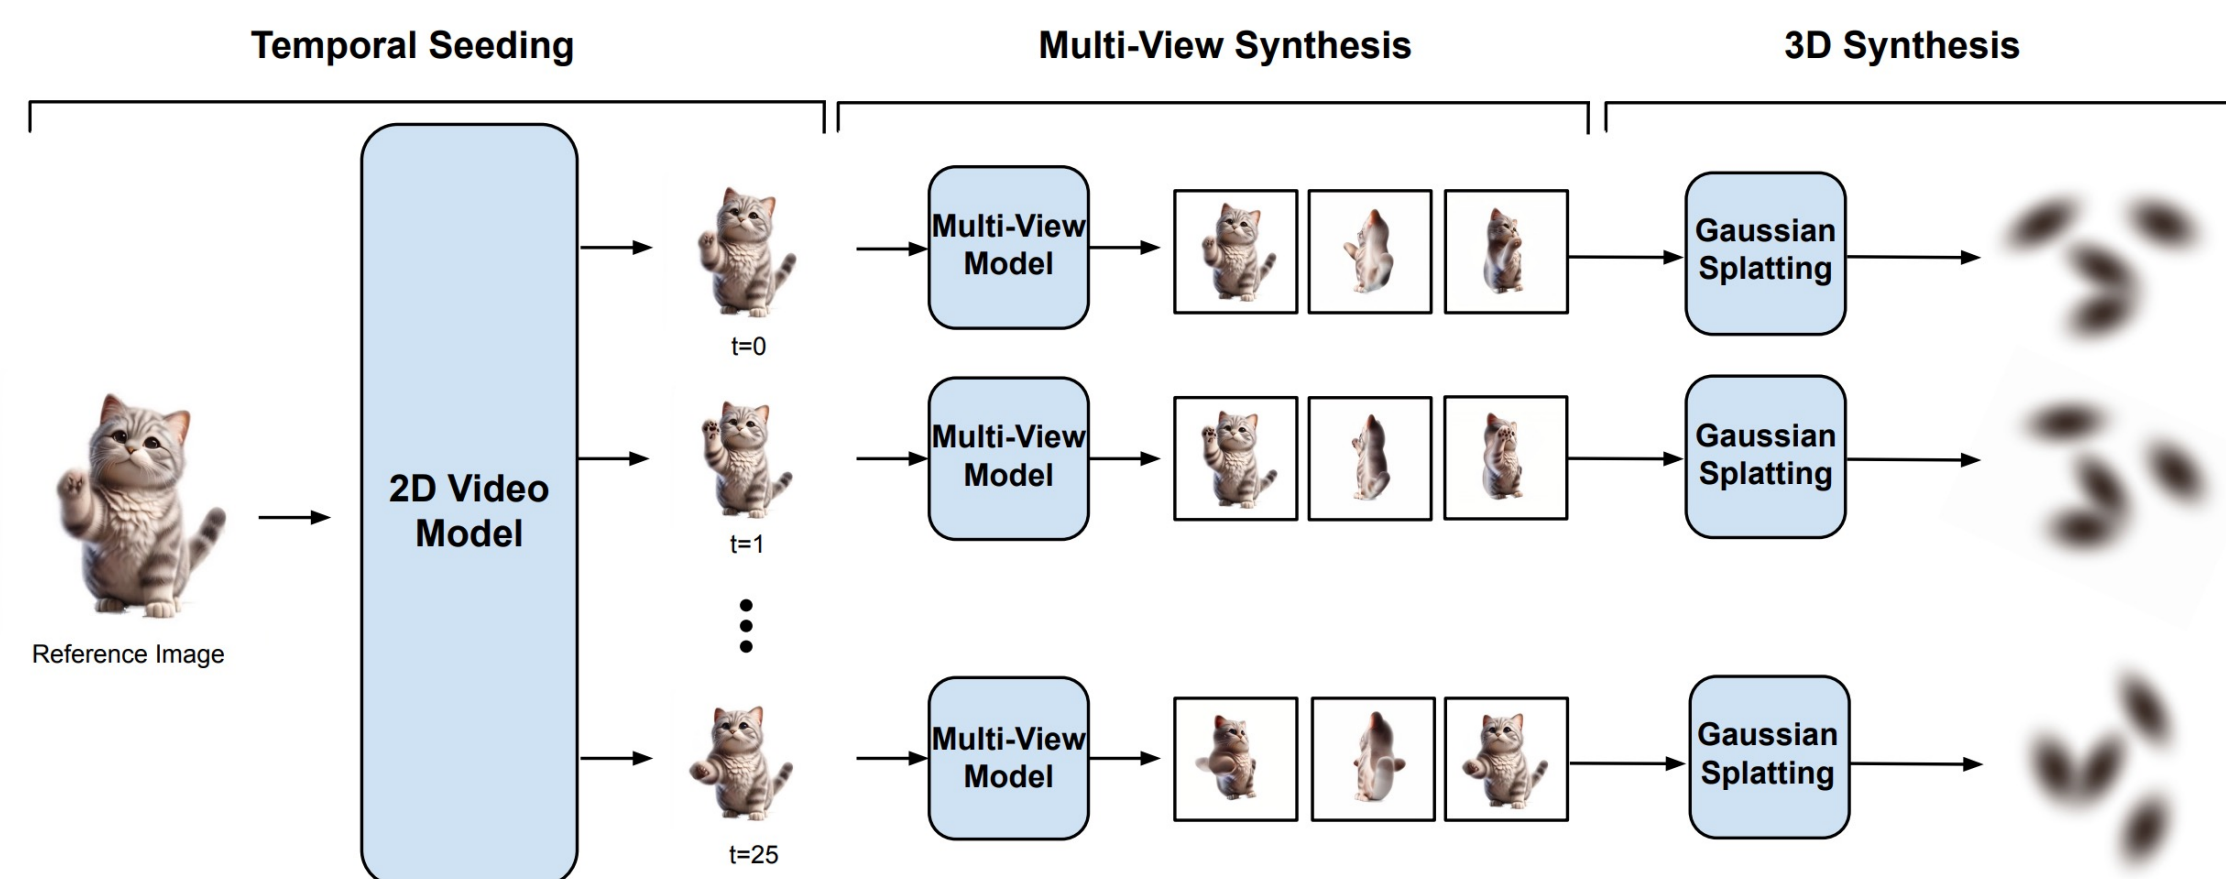 Temporal Seeding
Multi-View Synthesis
3D Synthesis
Reference Image
2D Video
Model
t=0
Multi-View
Model
Gaussian
Splatting
t=1
Multi-View
Model
Gaussian
Splatting
t=25
Multi-View
Model
Gaussian
Splatting